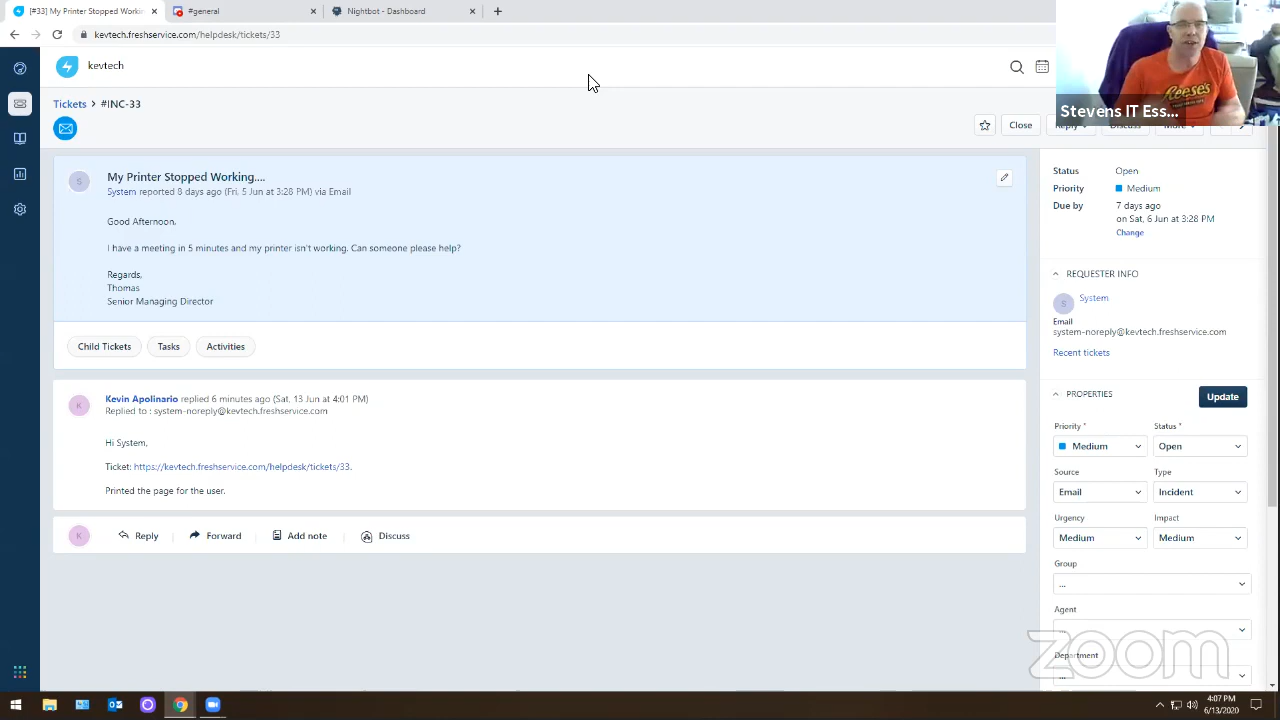 [#33] My Printer Stopped Workin
#general
Nightbot - Dashboard
kevtech.freshservice.com/helpdesk/tickets/33
kevtech
Tickets > #INC-33
Close
Reply
Discuss
More
Reese's
Stevens IT Ess...
My Printer Stopped Working....
System reported 8 days ago (Fri, 5 Jun at 3:28 PM) via Email
S
Good Afternoon,
I have a meeting in 5 minutes and my printer isn't working. Can someone please help?
Regards,
Thomas
Senior Managing Director
Child Tickets
Tasks
Activities
K
Kevin Apolinario replied 6 minutes ago (Sat, 13 Jun at 4:01 PM)
Replied to : system-noreply@kevtech.freshservice.com
Hi System,
Ticket: https://kevtech.freshservice.com/helpdesk/tickets/33.
Printed the page for the user.
K
Reply
Forward
Add note
Discuss
Status Open
Priority Medium
Due by 7 days ago
on Sat, 6 Jun at 3:28 PM
Change
REQUESTER INFO
S
System
Email
system-noreply@kevtech.freshservice.com
Recent tickets
PROPERTIES
Update
Priority * Status *
Medium Open
Source Type
Email Incident
Urgency Impact
Medium Medium
Group
...
Agent
...
Department
...
zoom
4:07 PM
6/13/2020